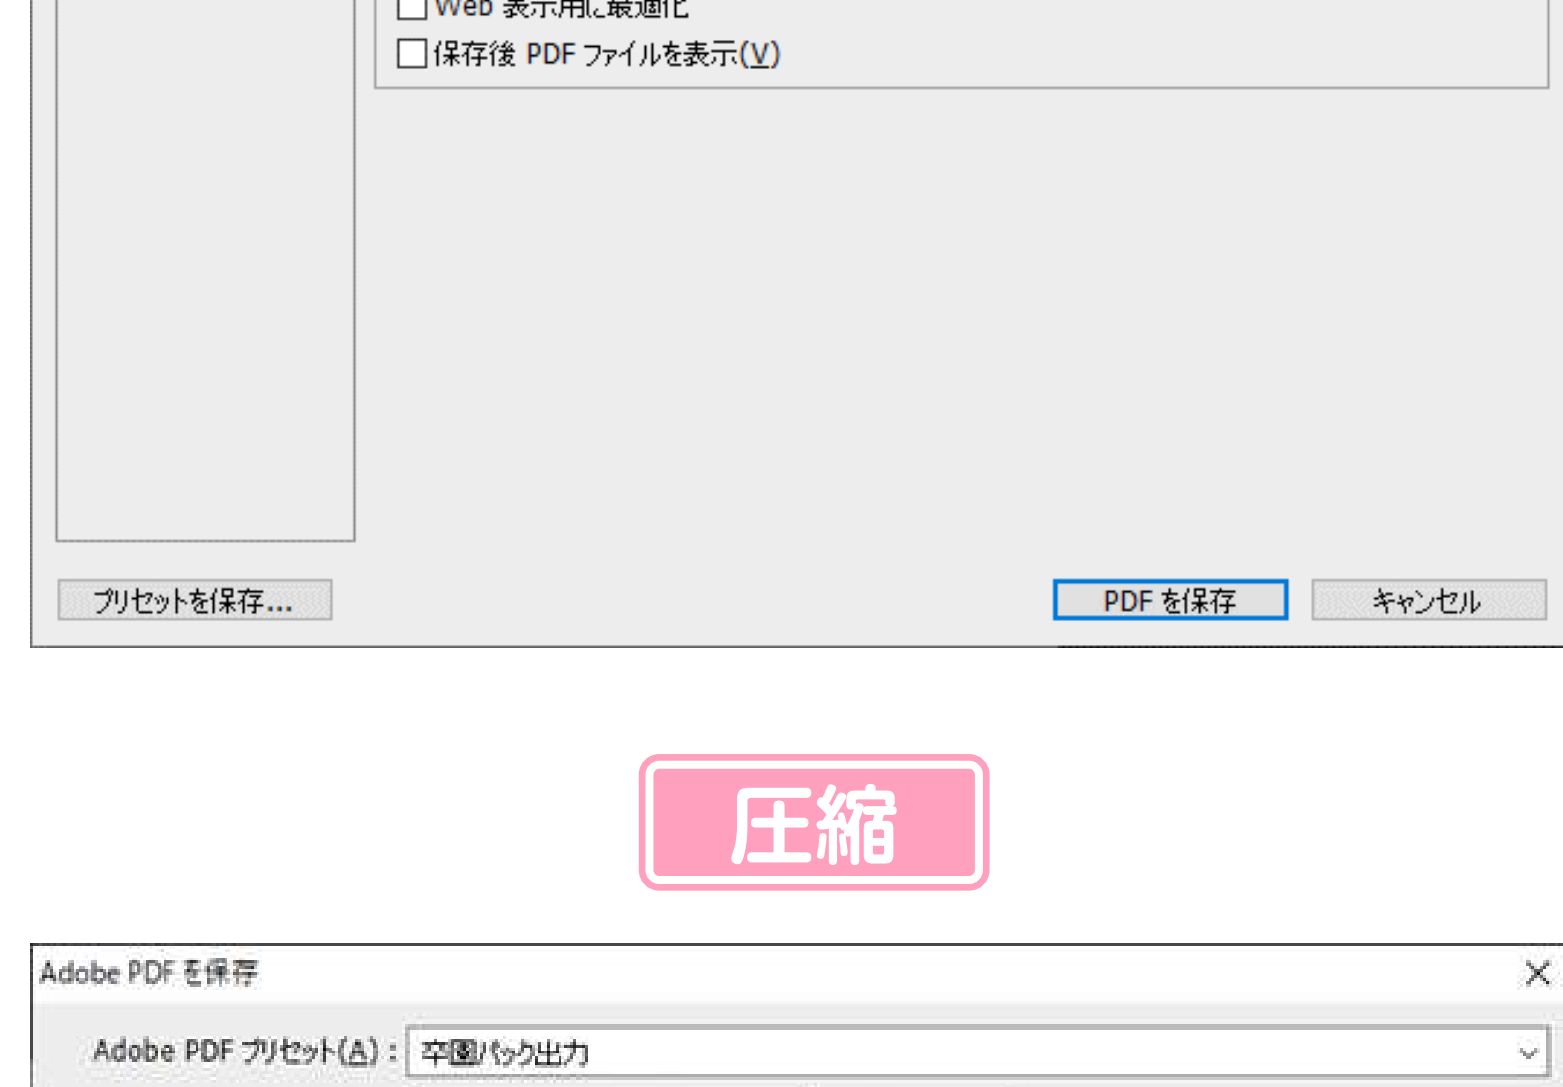 Web 表示用に最適化
保存後 PDF ファイルを表示(V)
プリセットを保存...
PDF を保存
キャンセル
圧縮
Adobe PDF を保存
Adobe PDF プリセット(A)：
卒園パック出力